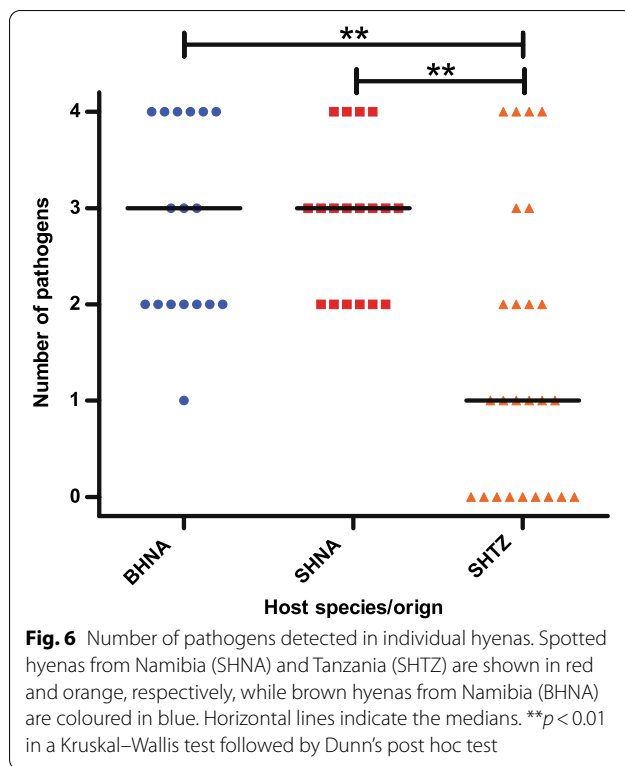 **
**
4
3
2
1
0
Number of pathogens
BHNA
SHNA
SHTZ
Host species/orign
Fig. 6 Number of pathogens detected in individual hyenas. Spotted
hyenas from Namibia (SHNA) and Tanzania (SHTZ) are shown in red
and orange, respectively, while brown hyenas from Namibia (BHNA)
are coloured in blue. Horizontal lines indicate the medians. **p < 0.01
in a Kruskal–Wallis test followed by Dunn's post hoc test